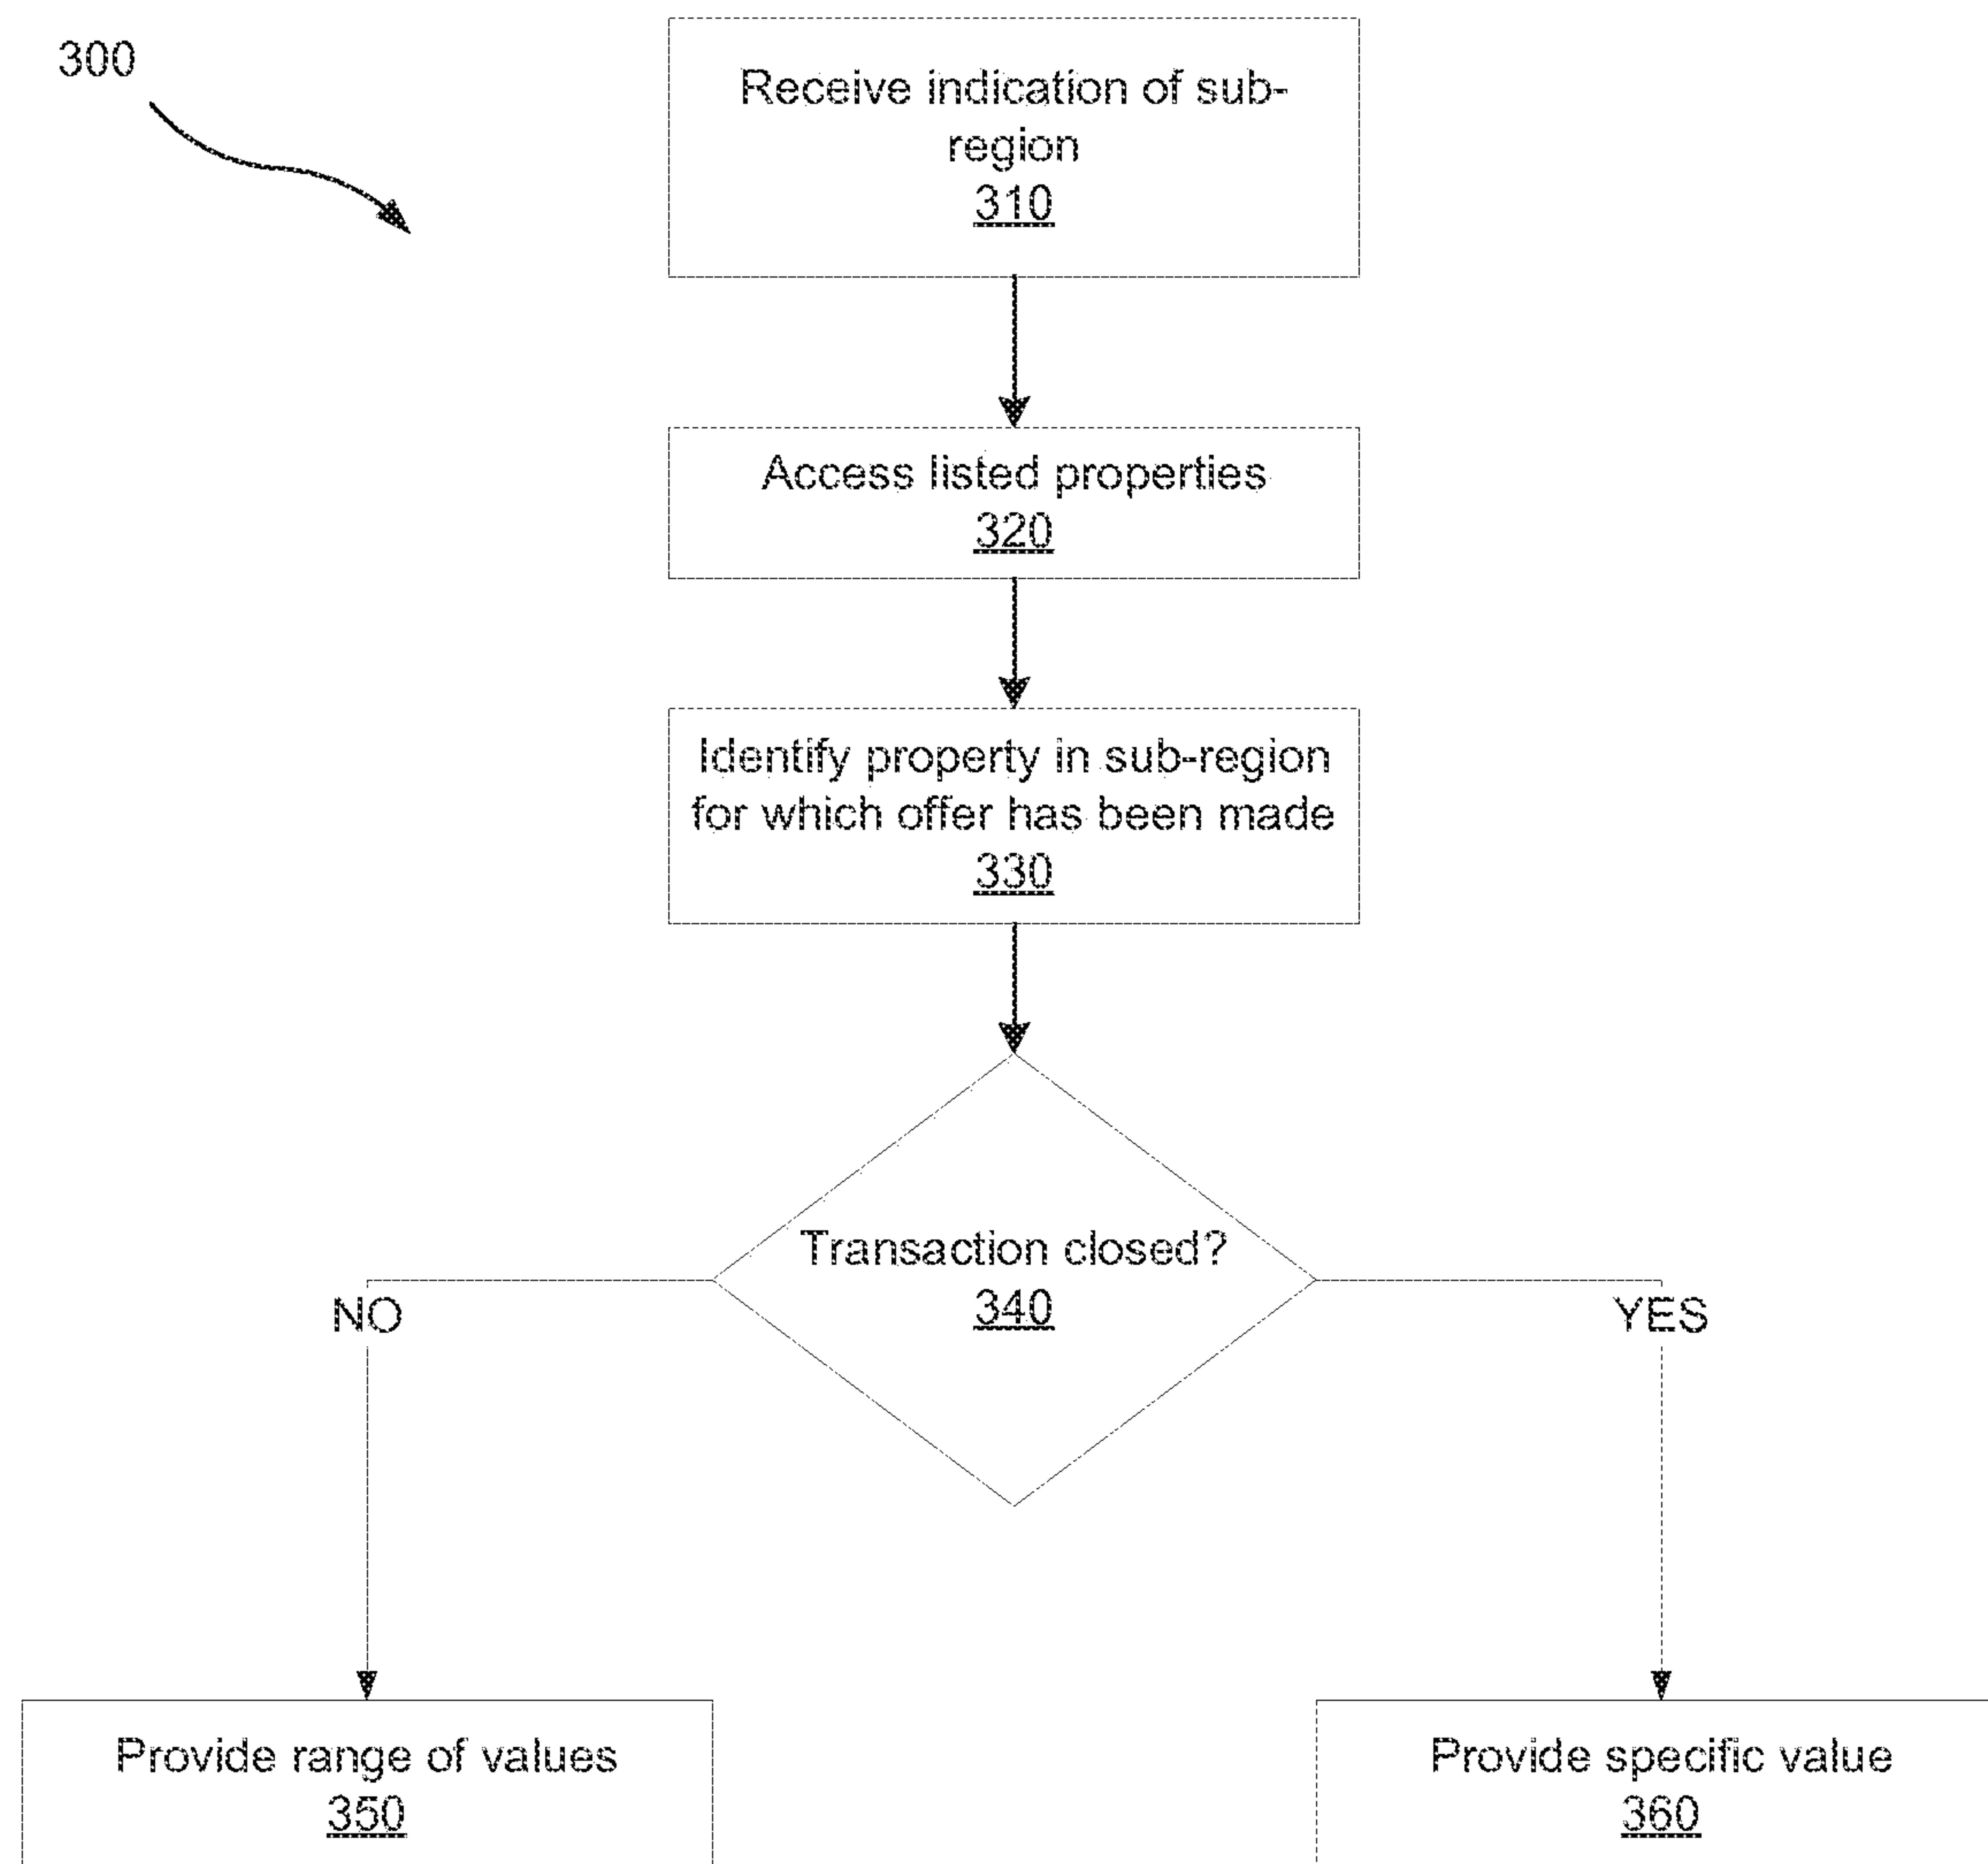 300
Receive indication of sub-
region
310
Access listed properties
320
Identify property in sub-region
for which offer has been made
330
Transaction closed?
340
NO
YES
Provide range of values
350
Provide specific value
360